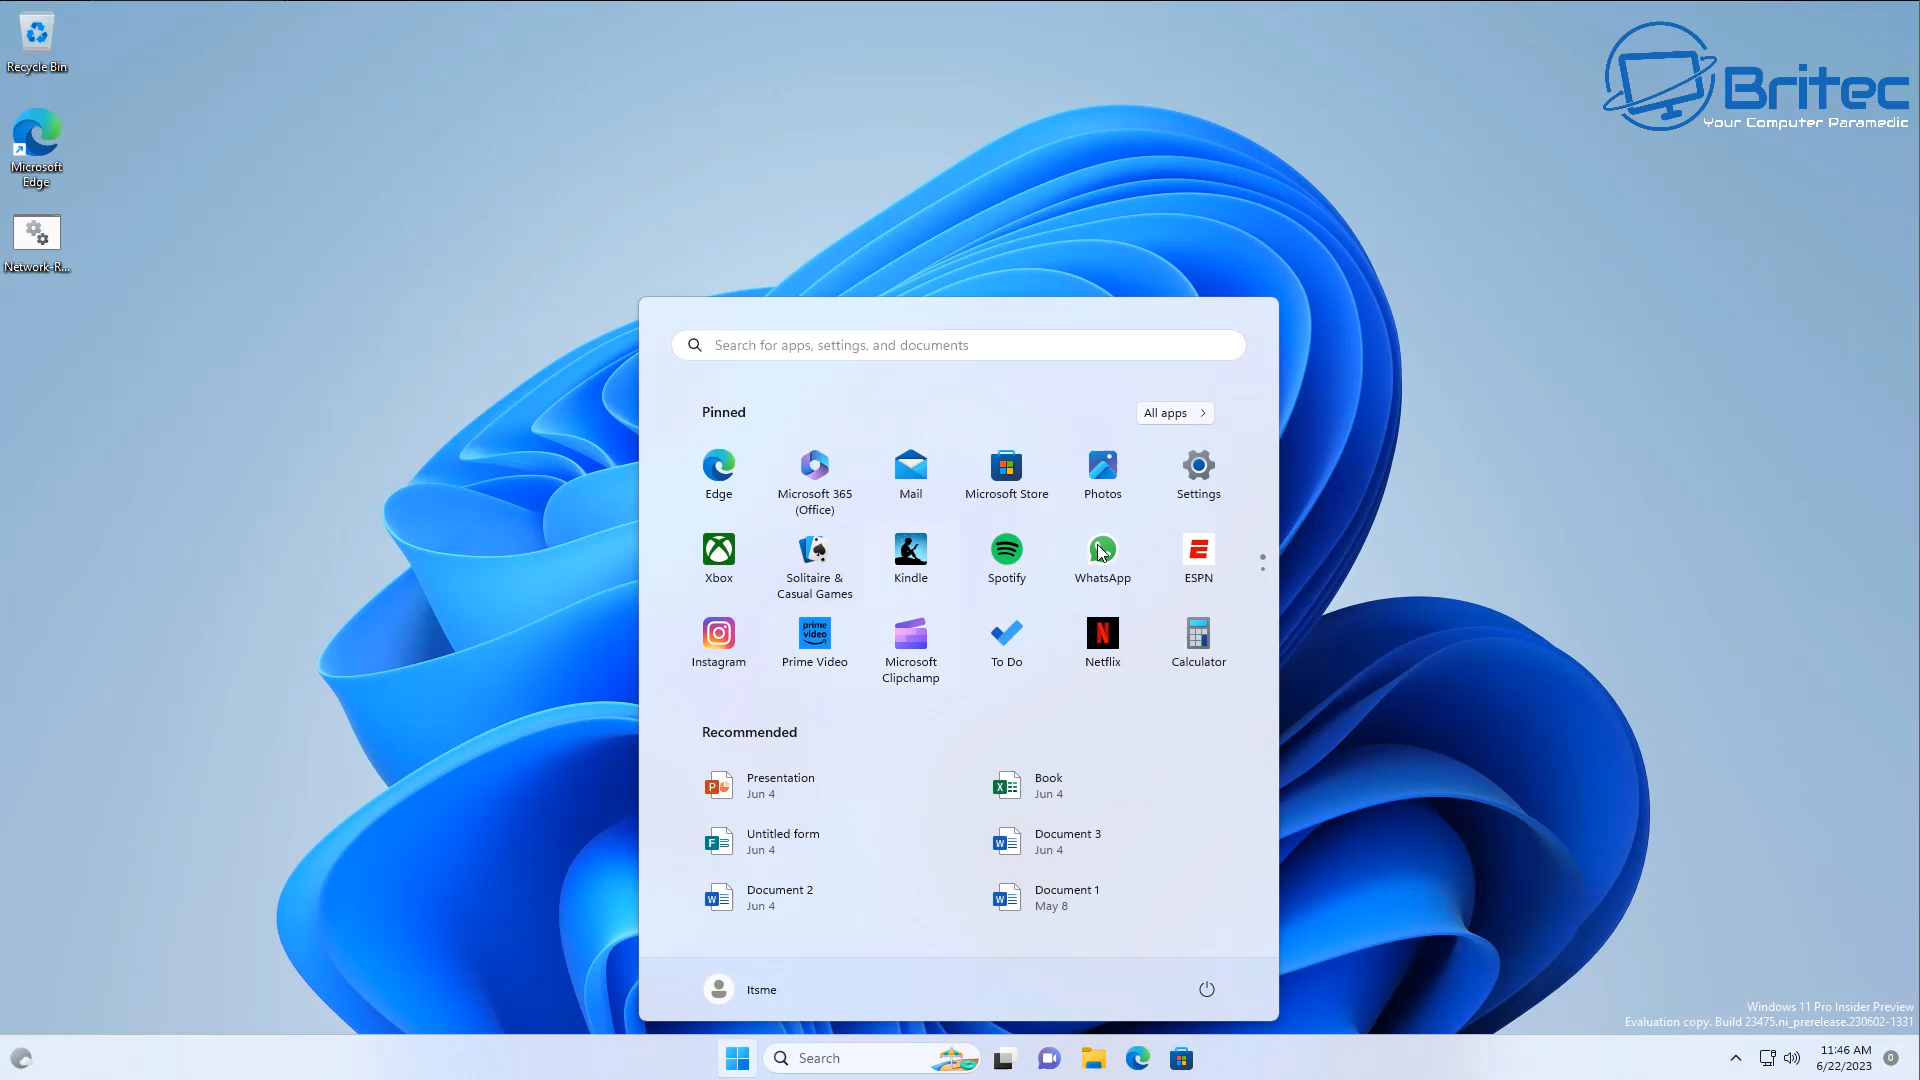 Recycle Bin
Microsoft
Edge
Network-R...
Britec
Your Computer Paramedic
Search for apps, settings, and documents
Pinned
All apps
Edge
Microsoft 365
(Office)
Mail
Microsoft Store
Photos
Settings
Xbox
Solitaire &
Casual Games
Kindle
Spotify
WhatsApp
ESPN
prime
video
Instagram
Prime Video
Microsoft
Clipchamp
To Do
Netflix
Calculator
Recommended
Presentation
Jun 4
Book
Jun 4
Untitled form
Jun 4
Document 3
Jun 4
Document 2
Jun 4
Document 1
May 8
Itsme
Windows 11 Pro Insider Preview
Evaluation copy. Build 23475.ni_prerelease.230602-1331
Search
11:46 AM
6/22/2023
0